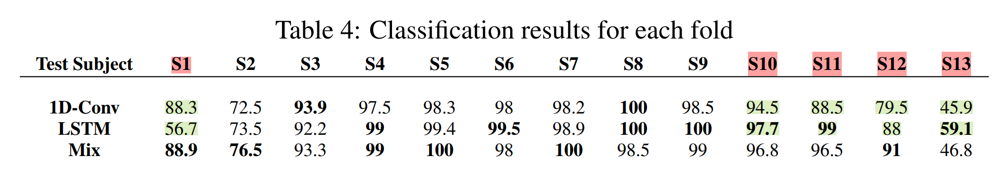 Table 4: Classification results for each fold
Test Subject S1 S2 S3 S4 S5 S6 S7 S8 S9 S10 S11 S12 S13
1D-Conv 88.3 72.5 93.9 97.5 98.3 98 98.2 100 98.5 94.5 88.5 79.5 45.9
LSTM 56.7 73.5 92.2 99 99.4 99.5 98.9 100 100 97.7 99 88 59.1
Mix 88.9 76.5 93.3 99 100 98 100 98.5 99 96.8 96.5 91 46.8